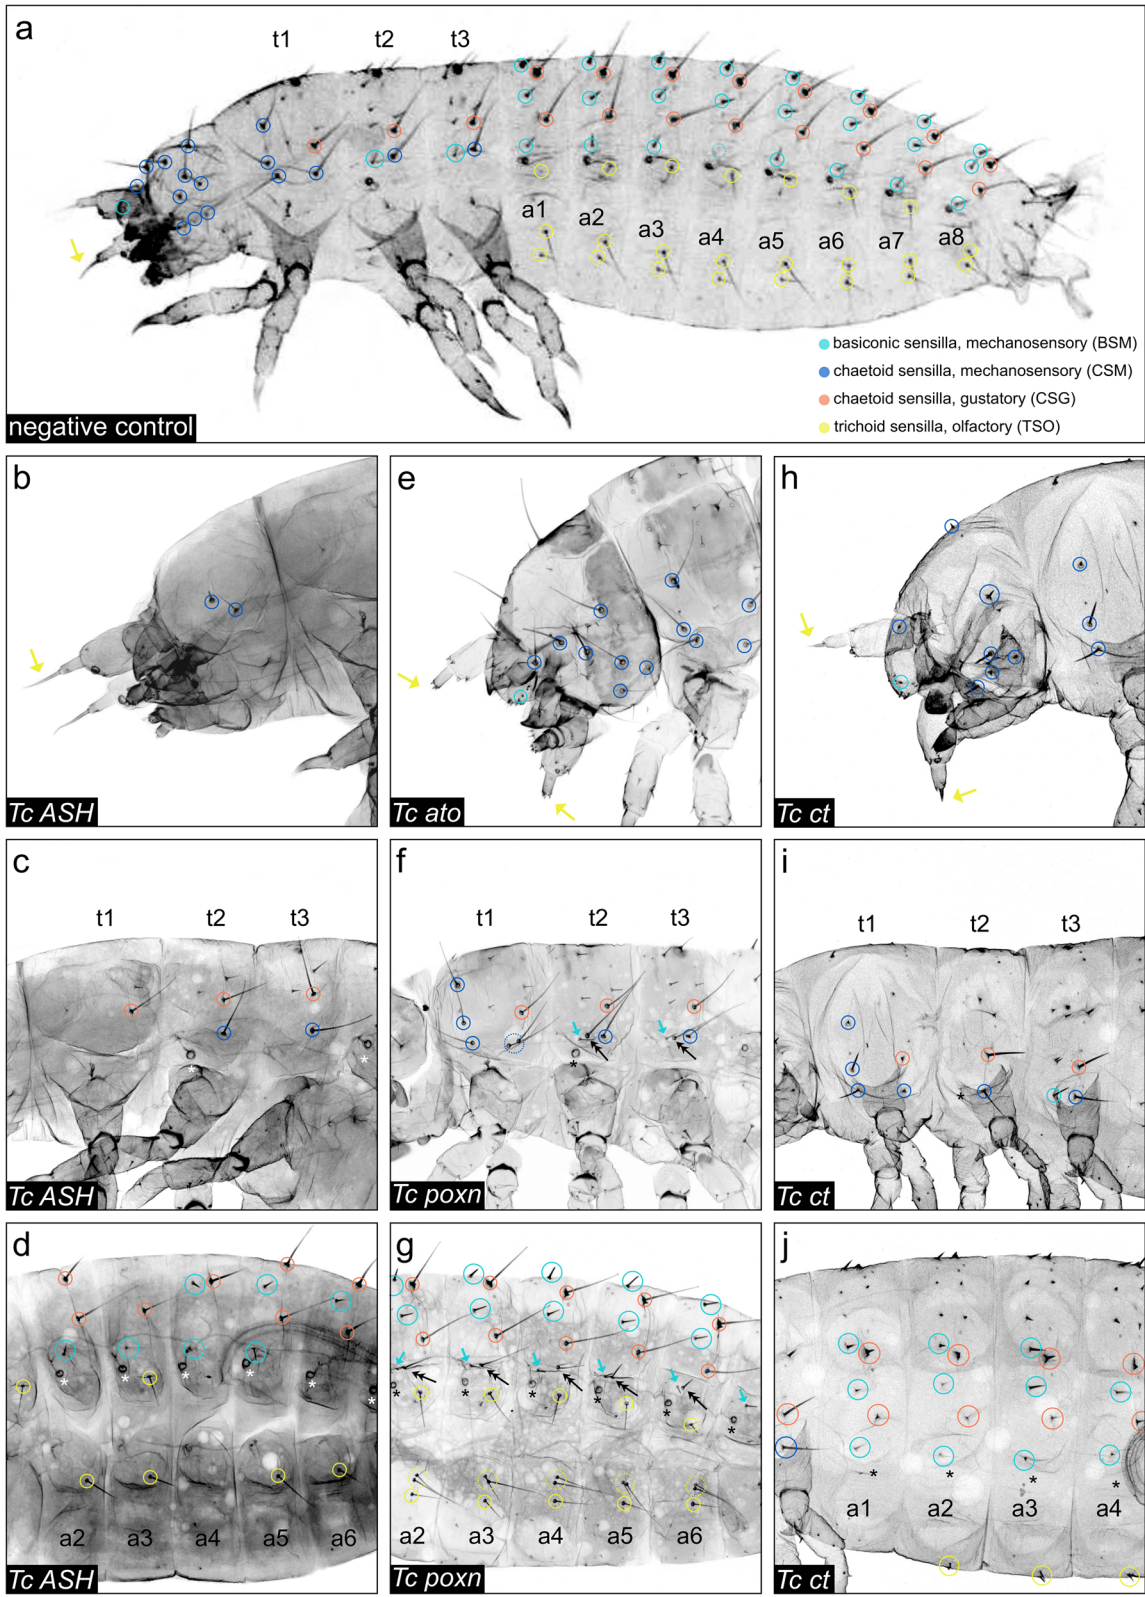 a
t1 t2 t3
a1 a2 a3 a4 a5 a6 a7 a8
basiconic sensilla, mechanosensory (BSM)
chaetoid sensilla, mechanosensory (CSM)
chaetoid sensilla, gustatory (CSG)
trichoid sensilla, olfactory (TSO)
negative control
b
Tc ASH
e
Tc ato
h
Tc ct
c
t1 t2 t3
Tc ASH
f
t1 t2 t3
*
Tc poxn
i
t1 t2 t3
*
Tc ct
d
* * * * * *
a2 a3 a4 a5 a6
Tc ASH
g
* * * * * *
a2 a3 a4 a5 a6
Tc poxn
j
* * * *
a1 a2 a3 a4
Tc ct